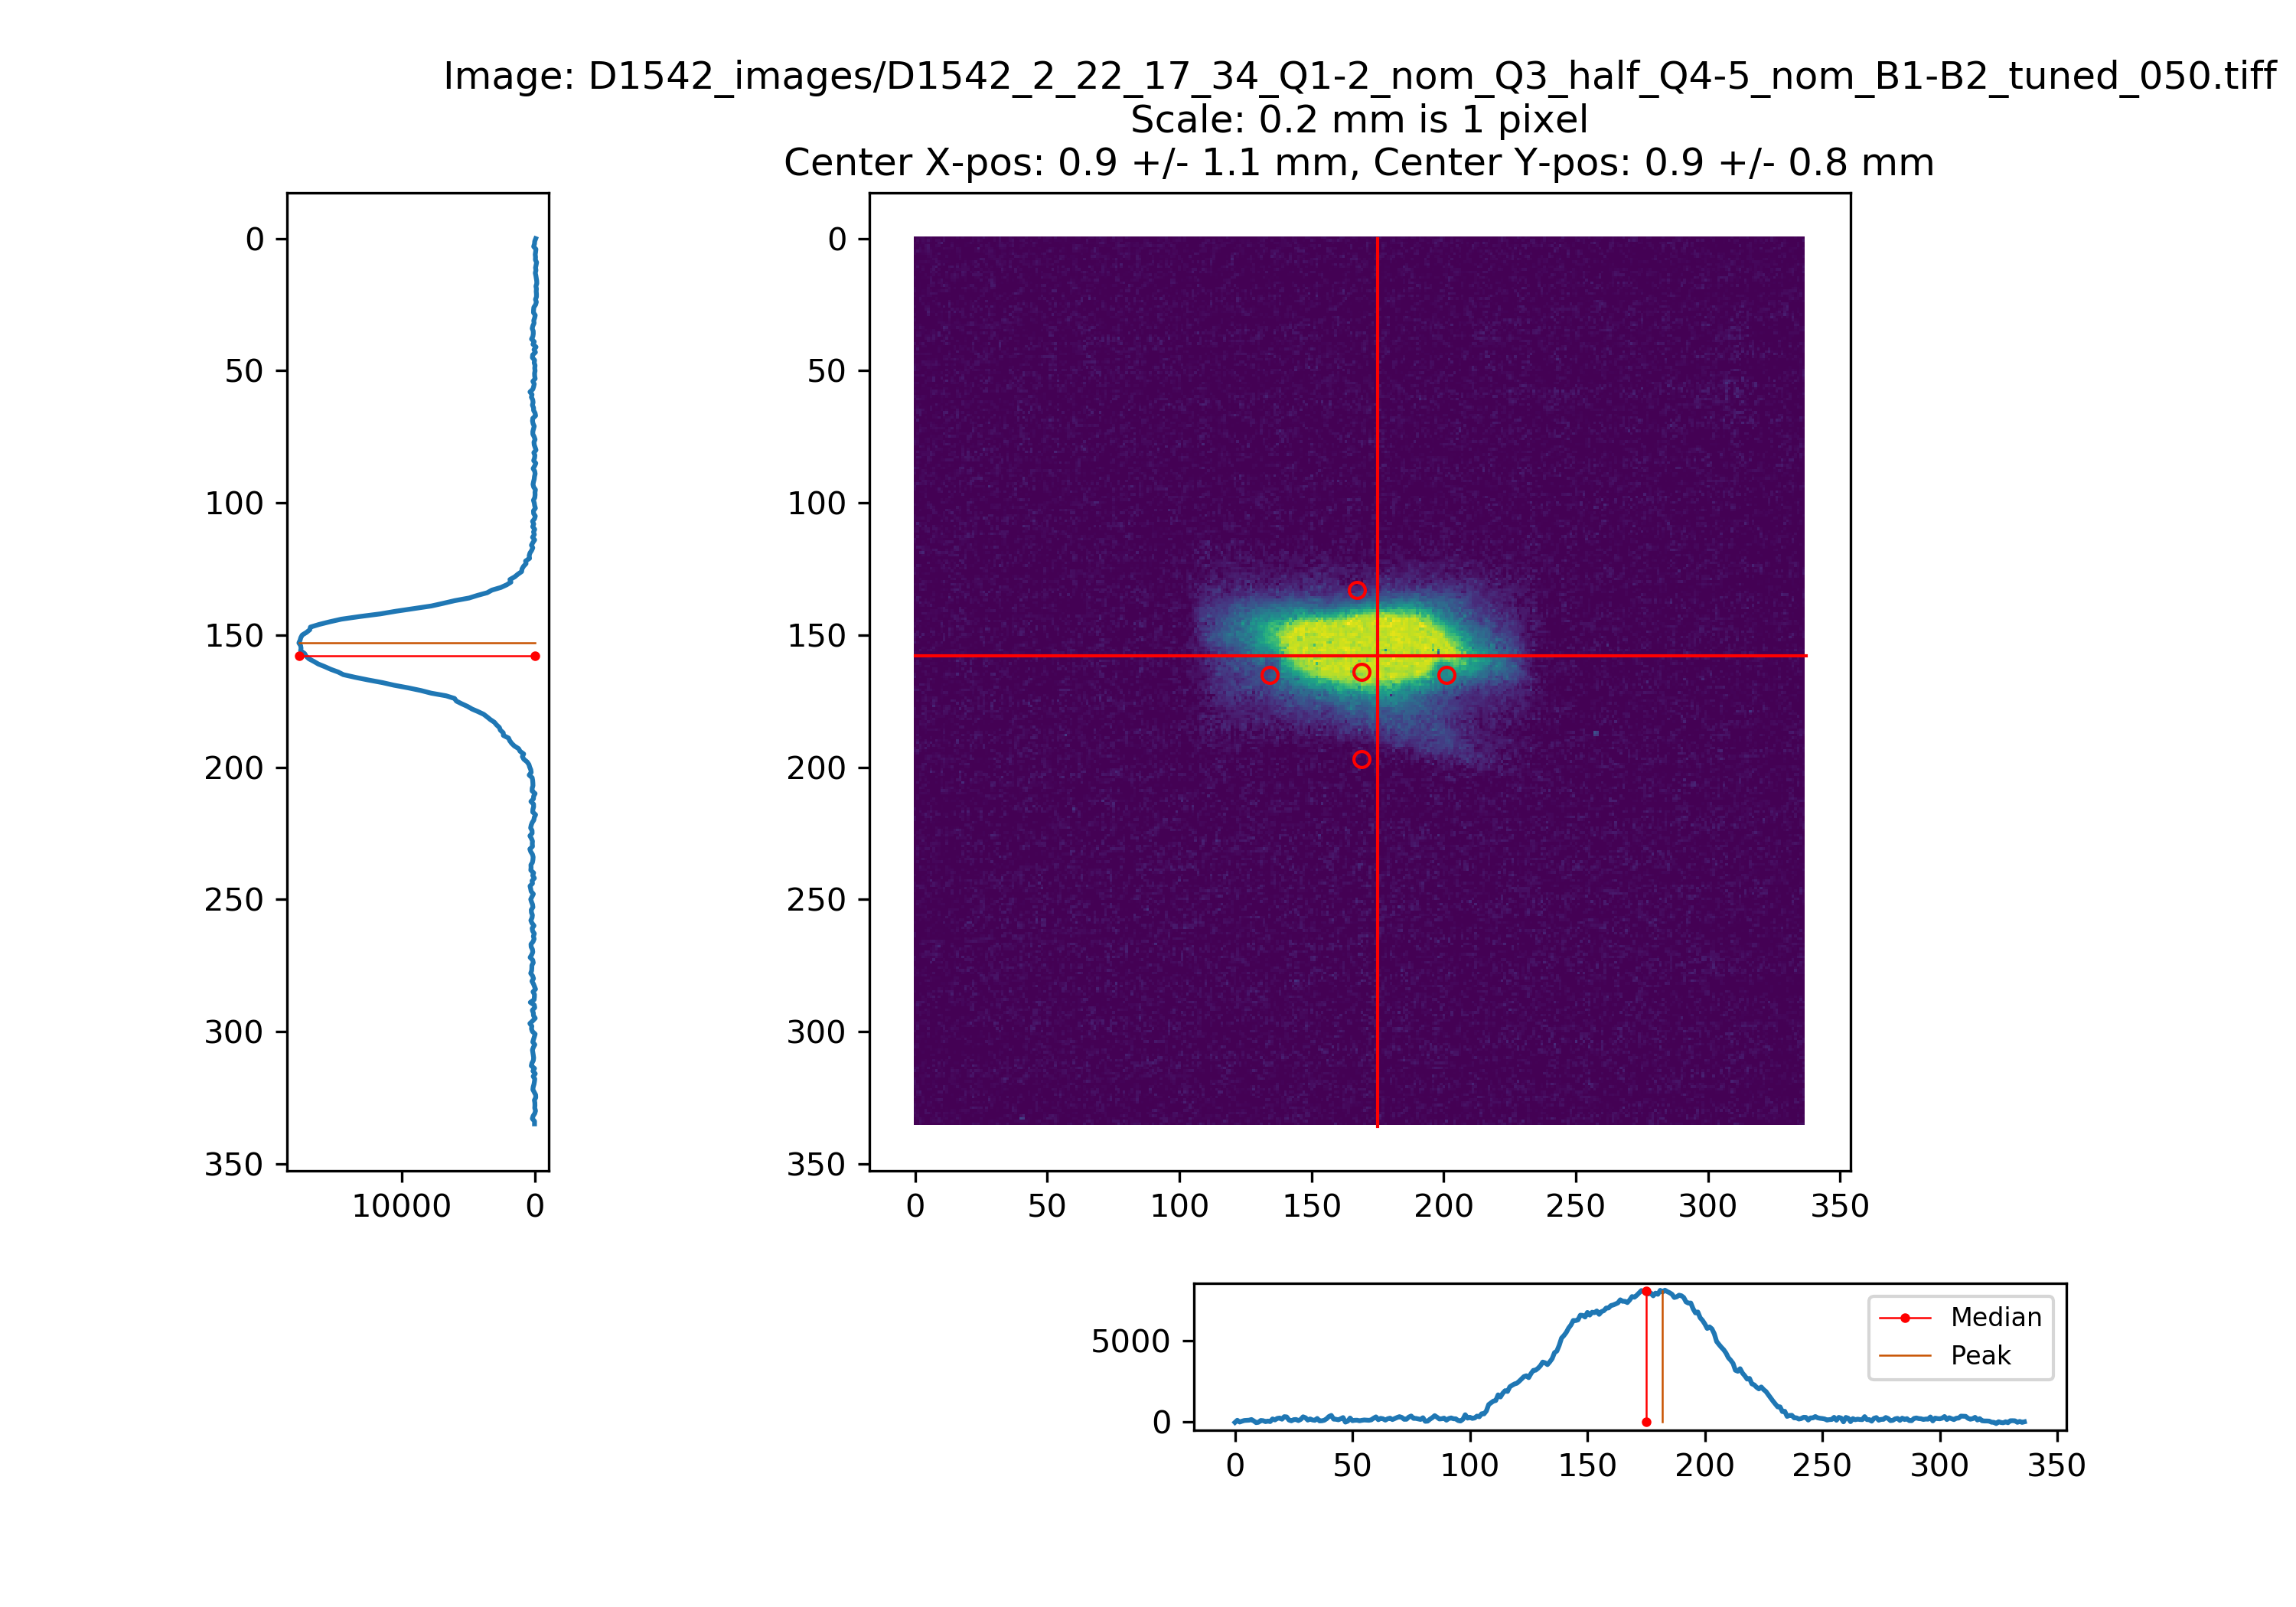 Image: D1542_images/D1542_2_22_17_34_Q1-2_nom_Q3_half_Q4-5_nom_B1-B2_tuned_050.tiff
Scale: 0.2 mm is 1 pixel
Center X-pos: 0.9 +/- 1.1 mm, Center Y-pos: 0.9 +/- 0.8 mm
0
50
100
150
200
250
300
350
10000 0
0
50
100
150
200
250
300
350
0 50 100 150 200 250 300 350
5000
0
Median
Peak
0 50 100 150 200 250 300 350